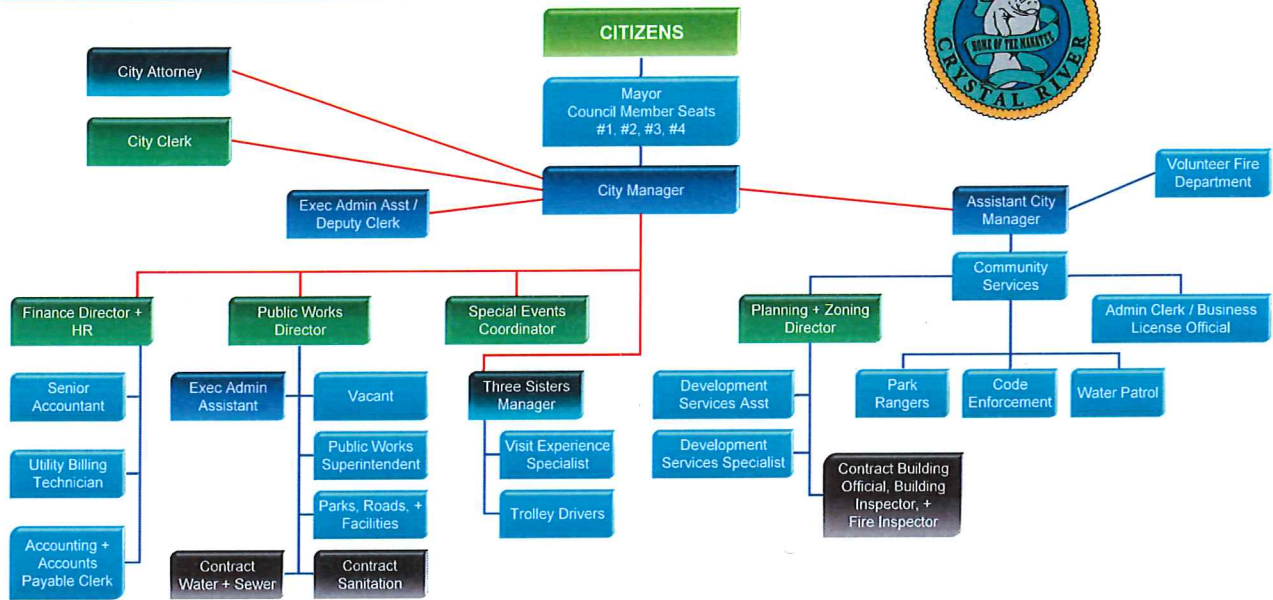 CITIZENS
HOME OF THE MANATEE
CRYSTAL RIVER
City Attorney
Mayor
Council Member Seats
#1, #2, #3, #4
City Clerk
City Manager
Volunteer Fire
Department
Exec Admin Asst /
Deputy Clerk
Assistant City
Manager
Community
Services
Finance Director +
HR
Public Works
Director
Special Events
Coordinator
Planning + Zoning
Director
Admin Clerk / Business
License Official
Senior
Accountant
Exec Admin
Assistant
Vacant
Three Sisters
Manager
Development
Services Asst
Park
Rangers
Code
Enforcement
Water Patrol
Utility Billing
Technician
Public Works
Superintendent
Visit Experience
Specialist
Development
Services Specialist
Contract Building
Official, Building
Inspector, +
Fire Inspector
Parks, Roads, +
Facilities
Trolley Drivers
Accounting +
Accounts
Payable Clerk
Contract
Water + Sewer
Contract
Sanitation